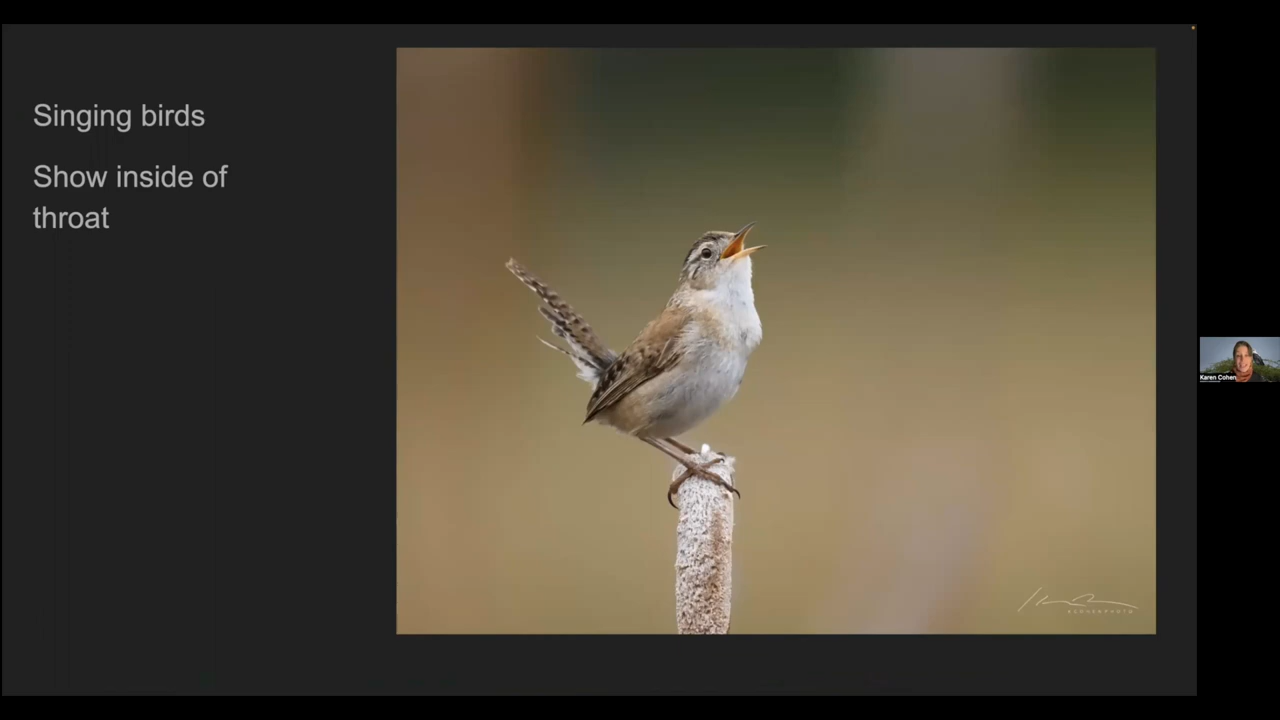 Singing birds
Show inside of
throat
Karen Cohen